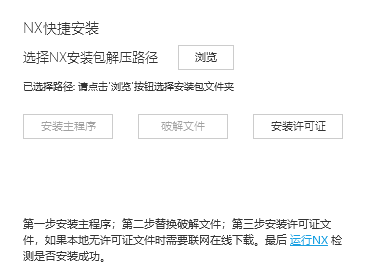 NX快捷安装
选择NX安装包解压路径 浏览
已选择路径: 请点击'浏览'按钮选择安装包文件夹
安装主程序 破解文件 安装许可证
第一步安装主程序；第二步替换破解文件；第三步安装许可证文
件，如果本地无许可证文件时需要联网在线下载。最后 运行NX 检
测是否安装成功。